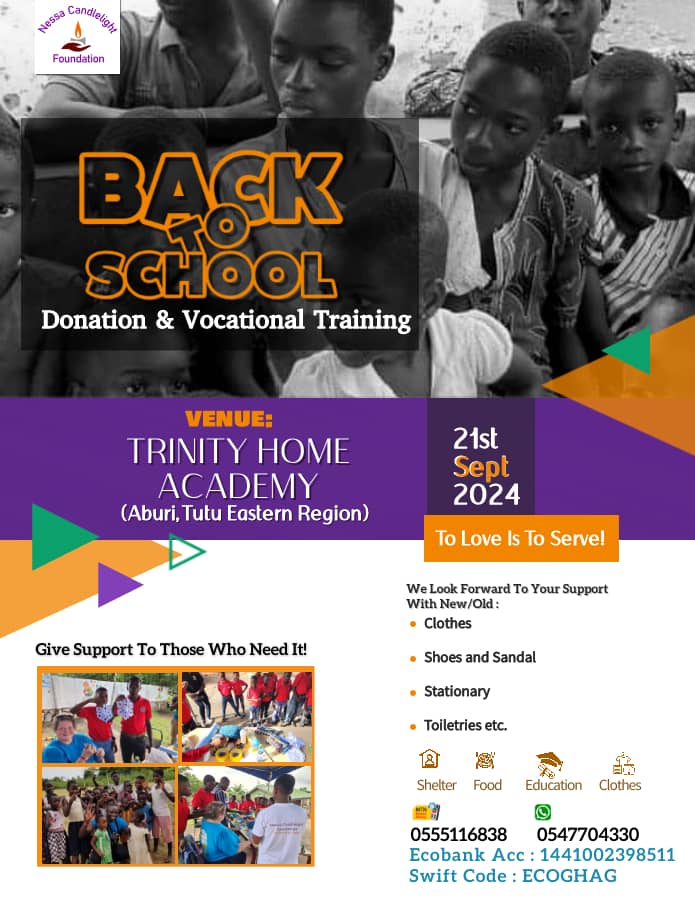 Nessa Candlelight
Foundation
BACK
TO
SCHOOL
Donation & Vocational Training
VENUE:
TRINITY HOME
ACADEMY
(Aburi, Tutu Eastern Region)
21st
Sept
2024
To Love Is To Serve!
We Look Forward To Your Support
With New/Old :
Clothes
Shoes and Sandal
Stationary
Toiletries etc.
Give Support To Those Who Need It!
Shelter Food Education Clothes
0555116838 0547704330
Ecobank Acc : 1441002398511
Swift Code : ECOGHAG